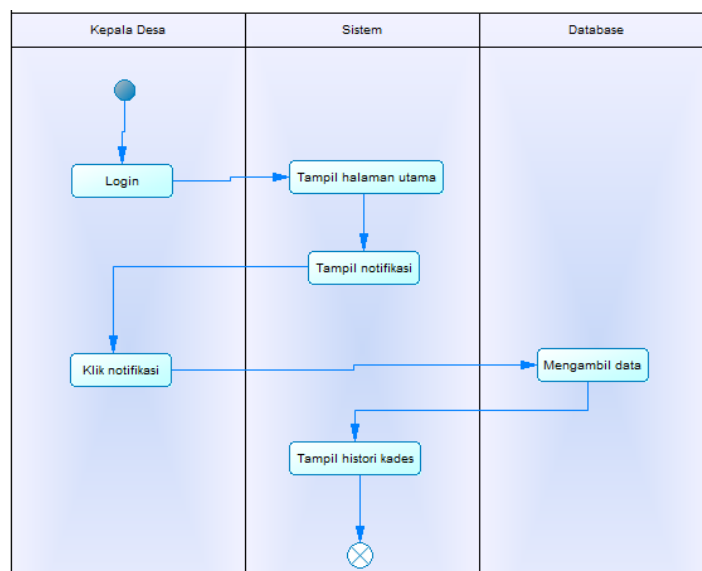 Kepala Desa
Sistem
Database
Login
Tampil halaman utama
Tampil notifikasi
Klik notifikasi
Mengambil data
Tampil histori kades